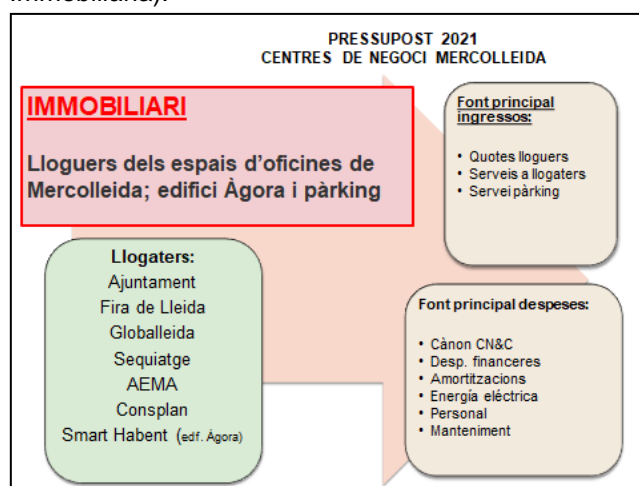 PRESSUPOST 2021
CENTRES DE NEGOCI MERCOLLEIDA
IMMOBILIARI
Lloguers dels espais d'oficines de
Mercolleida; edifici Àgora i pàrking
Font principal
ingressos:
• Quotes lloguers
• Serveis a llogaters
• Servei pàrking
Llogaters:
Ajuntament
Fira de Lleida
Globalleida
Sequiatge
AEMA
Consplan
Smart Habent (edf. Àgora)
Font principal despeses:
• Cànon CN&C
• Desp. financeres
• Amortitzacions
• Energía eléctrica
• Personal
• Manteniment